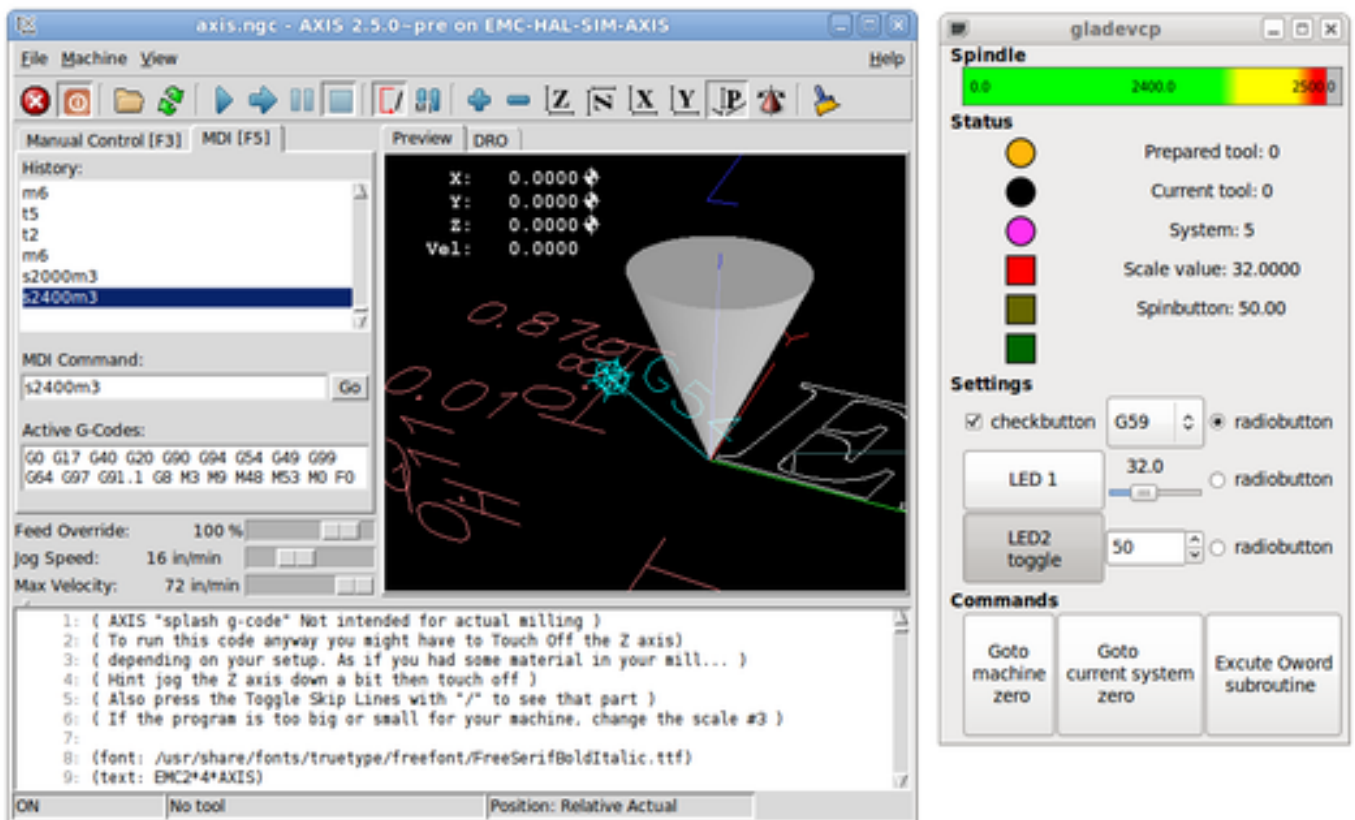 axis.ngc - AXIS 2.5.0~pre on EMC-HAL-SIM-AXIS
File Machine View Help
Manual Control [F3] MDI [F5]
History:
m6
t5
t2
m6
s2000m3
s2400m3
MDI Command:
s2400m3 Go
Active G-Codes:
G0 G17 G40 G20 G90 G94 G54 G49 G99
G64 G97 G91.1 G8 M3 M9 M48 M53 M0 F0
Feed Override: 100 %
Jog Speed: 16 in/min
Max Velocity: 72 in/min
Preview DRO
X: 0.0000
Y: 0.0000
Z: 0.0000
Vel: 0.0000
G54
1: ( AXIS "splash g-code" Not intended for actual milling )
2: ( To run this code anyway you might have to Touch Off the Z axis)
3: ( depending on your setup. As if you had some material in your mill... )
4: ( Hint jog the Z axis down a bit then touch off )
5: ( Also press the Toggle Skip Lines with "/" to see that part )
6: ( If the program is too big or small for your machine, change the scale #3 )
7:
8: (font: /usr/share/fonts/truetype/freefont/FreeSerifBoldItalic.ttf)
9: (text: EMC2*4*AXIS)
ON No tool Position: Relative Actual
gladevcp
Spindle
0.0 2400.0 2500.0
Status
Prepared tool: 0
Current tool: 0
System: 5
Scale value: 32.0000
Spinbutton: 50.00
Settings
checkbutton G59 radiobutton
LED 1 32.0 radiobutton
LED2
toggle 50 radiobutton
Commands
Goto
machine
zero
Goto
current system
zero
Excute Oword
subroutine